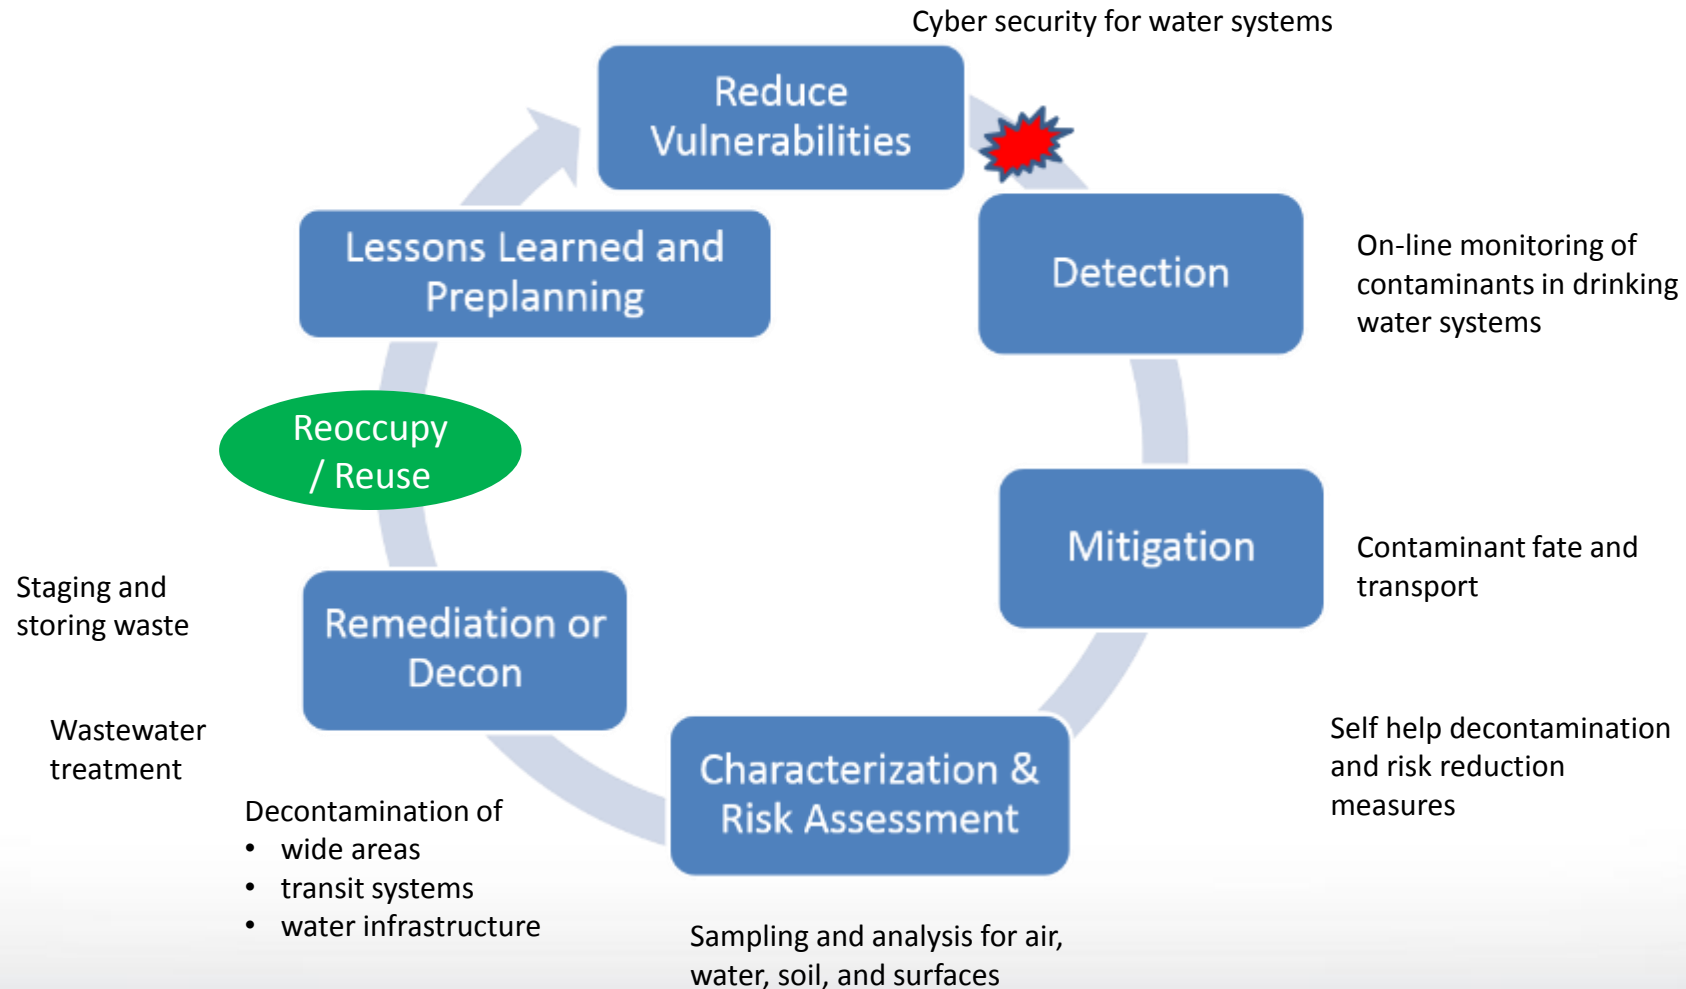 Cyber security for water systems
Reduce
Vulnerabilities
Detection
On-line monitoring of
contaminants in drinking
water systems
Mitigation
Contaminant fate and
transport
Self help decontamination
and risk reduction
measures
Characterization &
Risk Assessment
Sampling and analysis for air,
water, soil, and surfaces
Remediation or
Decon
Decontamination of
• wide areas
• transit systems
• water infrastructure
Wastewater
treatment
Staging and
storing waste
Reoccupy
/ Reuse
Lessons Learned and
Preplanning